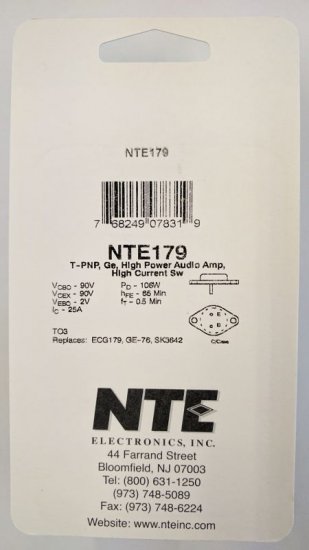 NTE179
7 68249 07831 9
NTE179
T-PNP, Ge, High Power Audio Amp,
High Current Sw
VCBO - 90V PD - 106W
VCEX - 90V hFE - 65 Min
VEBO - 2V fT - 0.5 Min
IC - 25A
E
B
C/Case
TO3
Replaces: ECG179, GE-76, SK3642
NTE
ELECTRONICS, INC.
44 Farrand Street
Bloomfield, NJ 07003
Tel: (800) 631-1250
(973) 748-5089
Fax: (973) 748-6224
Website: www.nteinc.com